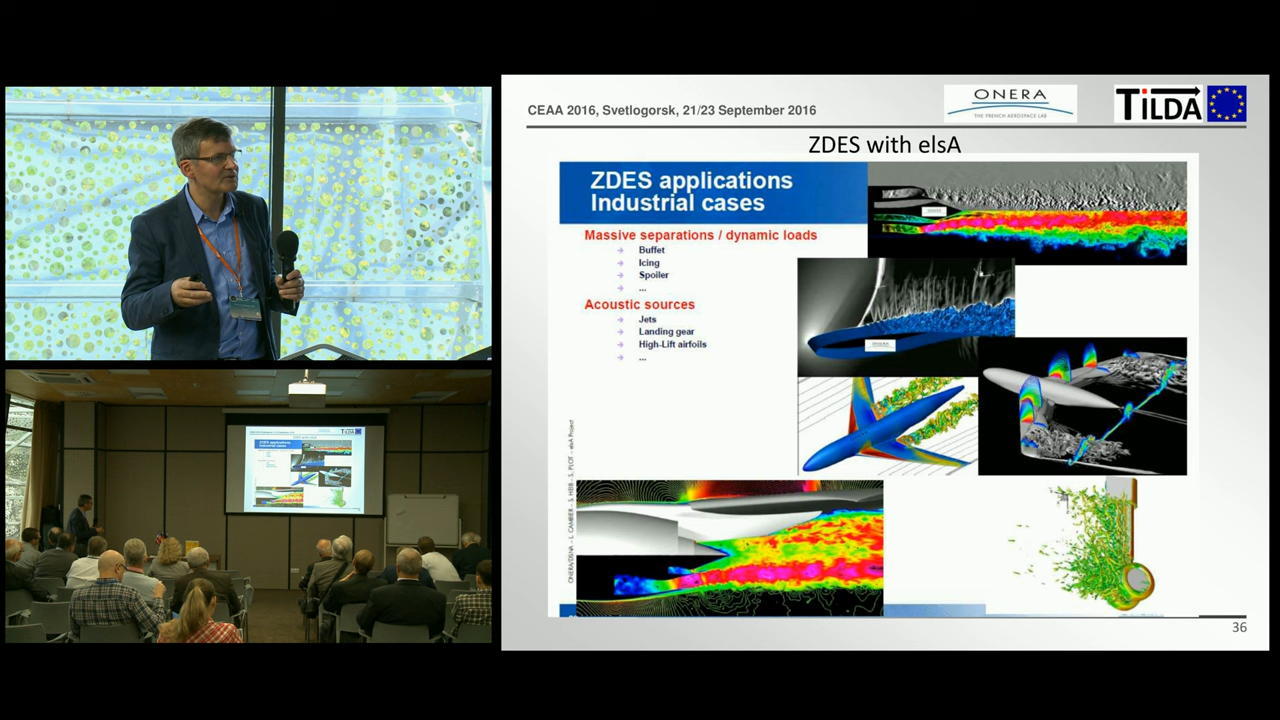 CEAA 2016, Svetlogorsk, 21/23 September 2016
ONERA
THE FRENCH AEROSPACE LAB
TILDA
ZDES with elsA
ZDES applications
Industrial cases
Massive separations / dynamic loads
Buffet
Icing
Spoiler
...
Acoustic sources
Jets
Landing gear
High-Lift airfoils
...
36